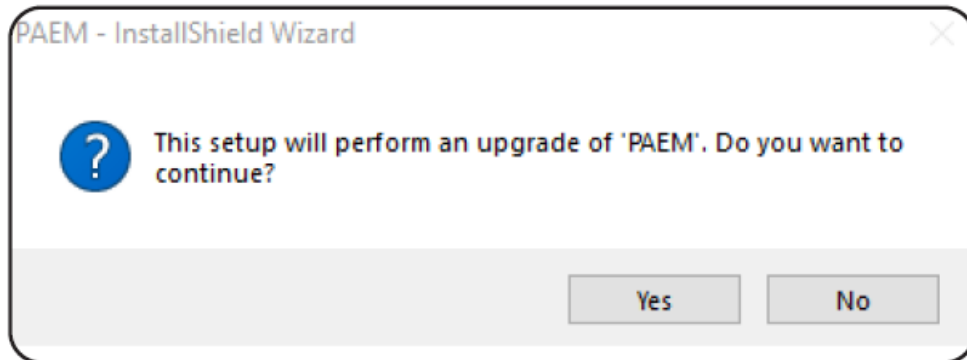 PAEM - InstallShield Wizard
?
This setup will perform an upgrade of 'PAEM'. Do you want to
continue?
Yes No